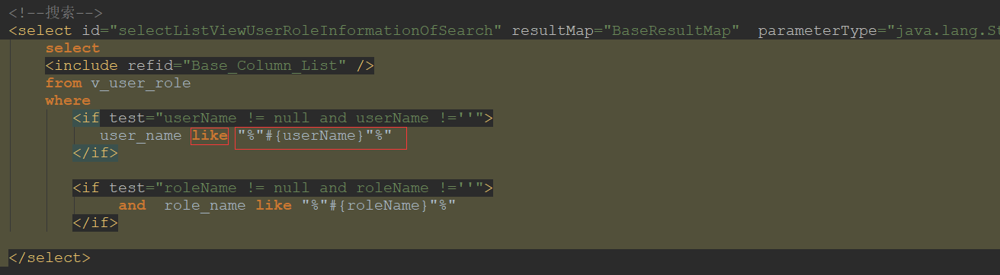 <!--搜索-->
<select id="selectListViewUserRoleInformationOfSearch" resultMap="BaseResultMap"  parameterType="java.lang.St
select
<include refid="Base_Column_List" />
from v_user_role
where
<if test="userName != null and userName !=''">
user_name like "%"#{userName}"%"
</if>
<if test="roleName != null and roleName !=''">
and  role_name like "%"#{roleName}"%"
</if>
</select>